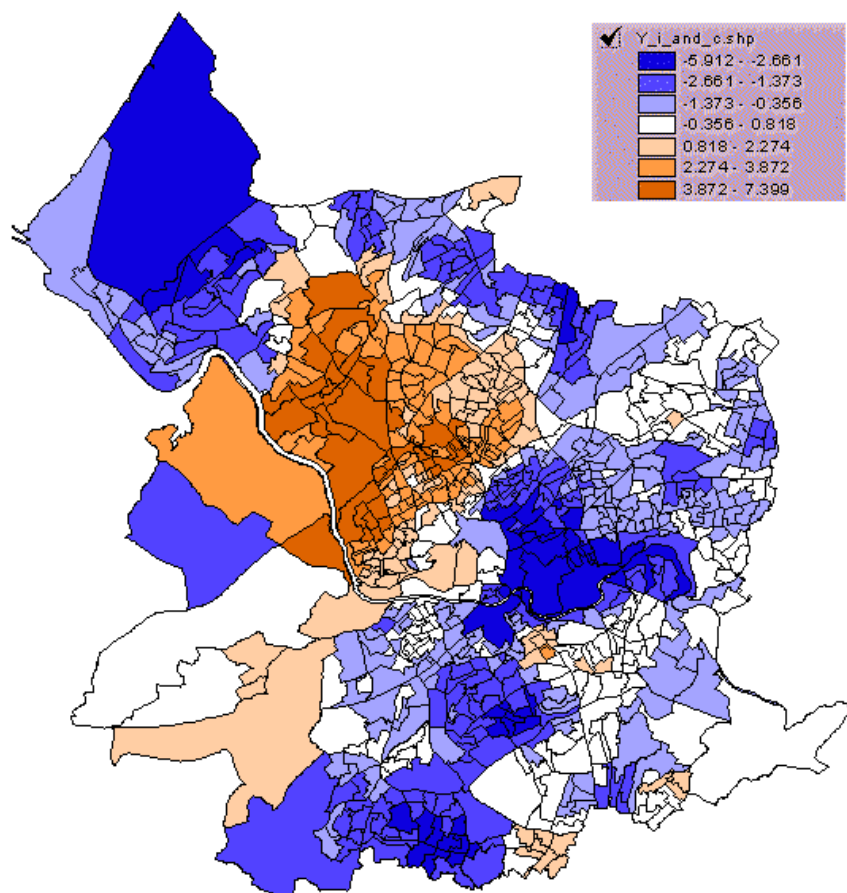 Y_i_and_c.shp
-5.912 - -2.661
-2.661 - -1.373
-1.373 - -0.356
-0.356 - 0.818
0.818 - 2.274
2.274 - 3.872
3.872 - 7.399